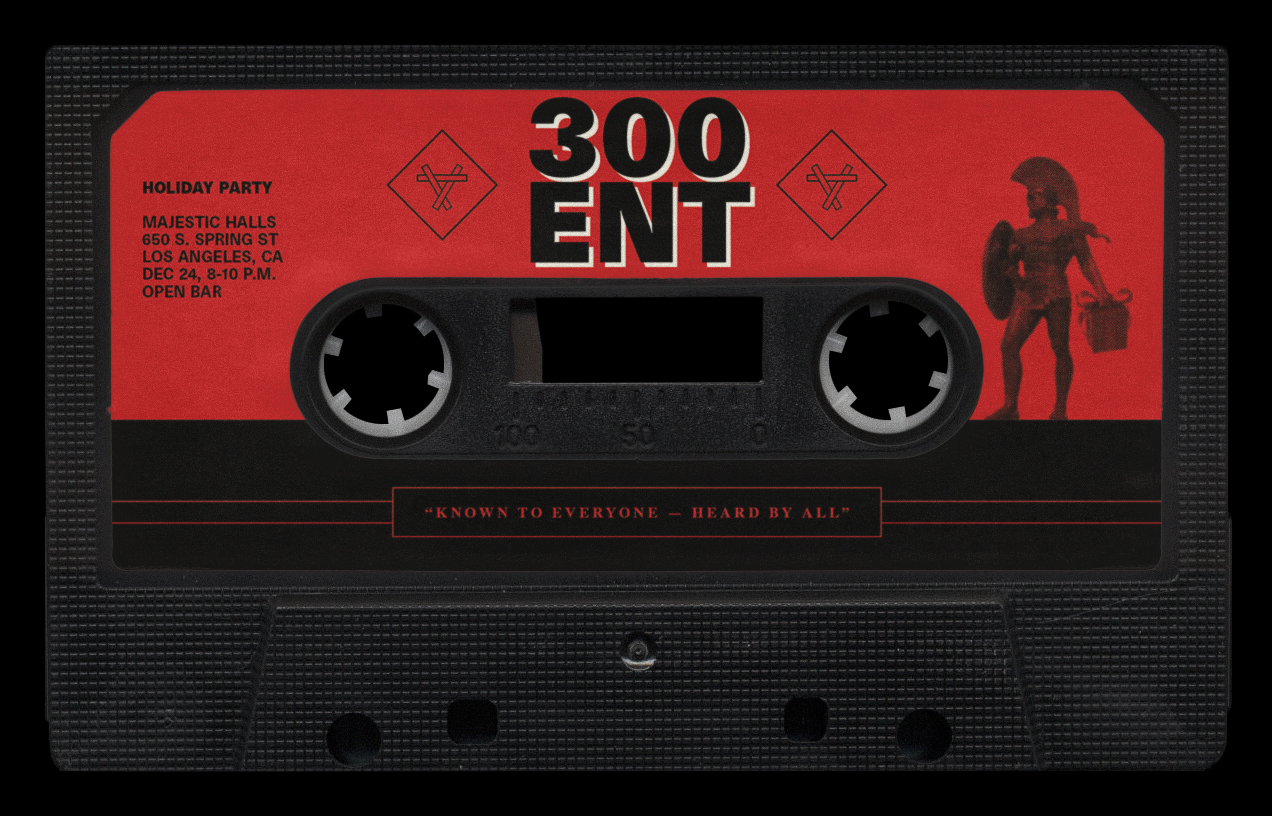 300
ENT
HOLIDAY PARTY
MAJESTIC HALLS
650 S. SPRING ST
LOS ANGELES, CA
DEC 24, 8-10 P.M.
OPEN BAR
100 50 0
“KNOWN TO EVERYONE — HEARD BY ALL”